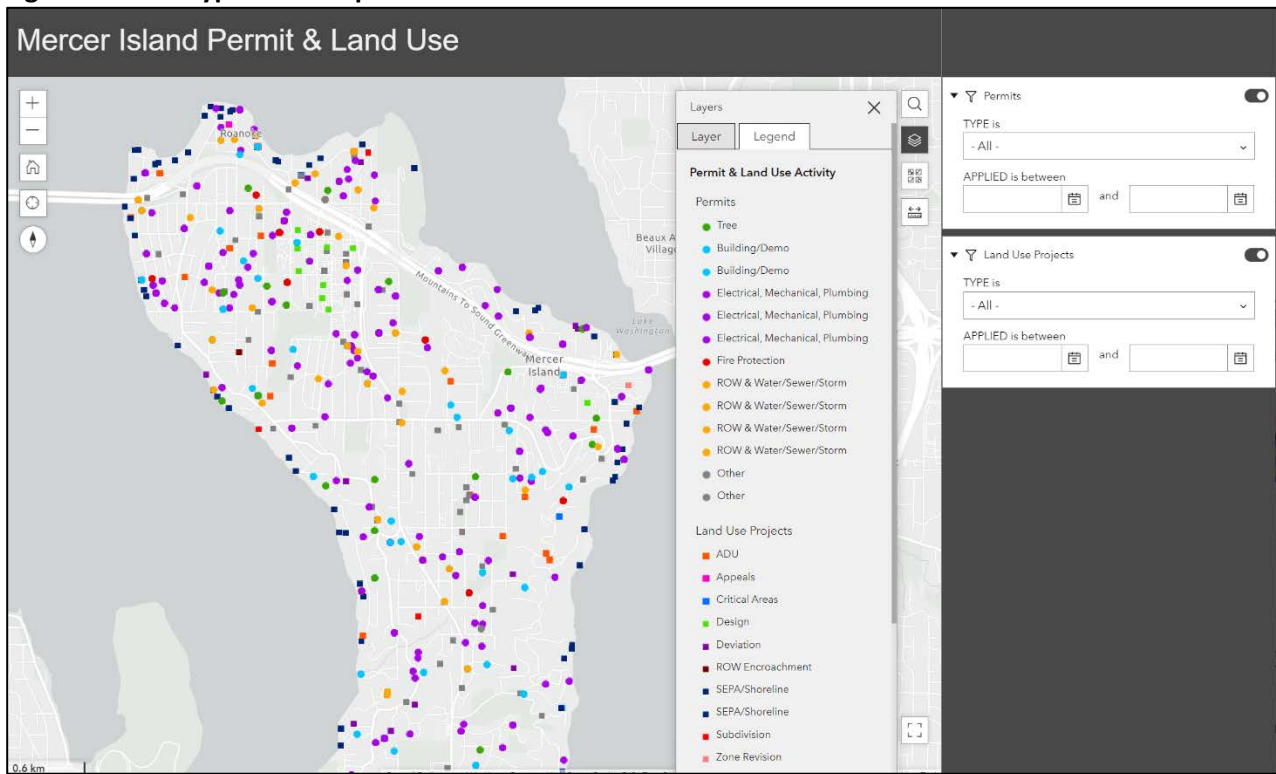 Mercer Island Permit & Land Use
Roanoke
Beaux A
Village
Mountains To Sound Greenway
Lake
Washington
Mercer
Island
0.6 km
Layers
Layer
Legend
Permit & Land Use Activity
Permits
Tree
Building/Demo
Building/Demo
Electrical, Mechanical, Plumbing
Electrical, Mechanical, Plumbing
Electrical, Mechanical, Plumbing
Fire Protection
ROW & Water/Sewer/Storm
ROW & Water/Sewer/Storm
ROW & Water/Sewer/Storm
ROW & Water/Sewer/Storm
Other
Other
Land Use Projects
ADU
Appeals
Critical Areas
Design
Deviation
ROW Encroachment
SEPA/Shoreline
SEPA/Shoreline
Subdivision
Zone Revision
Permits
TYPE is
- All -
APPLIED is between
and
Land Use Projects
TYPE is
- All -
APPLIED is between
and